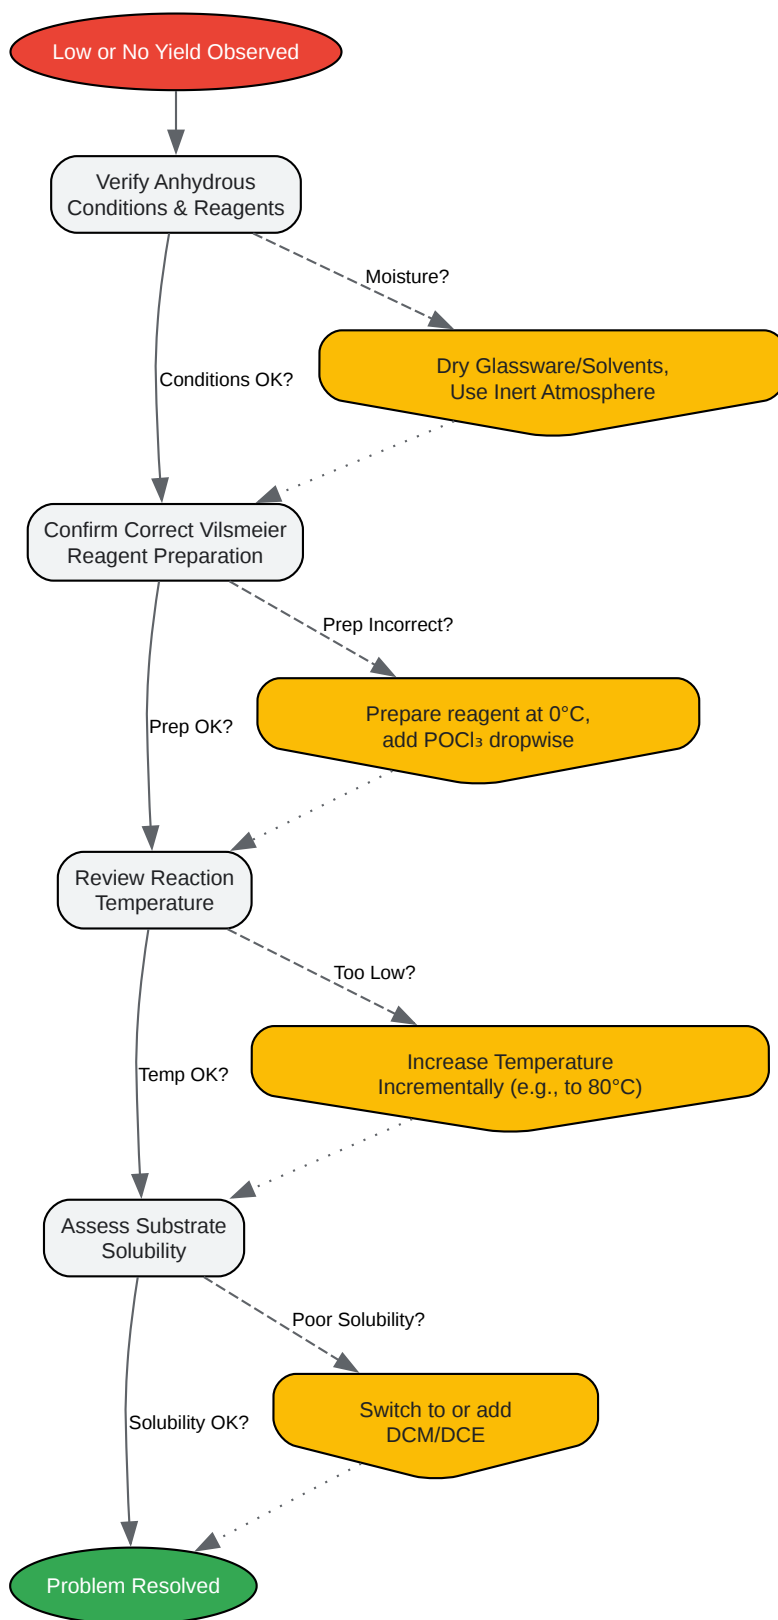 Low or No Yield Observed
Verify Anhydrous
Conditions & Reagents
Moisture?
Dry Glassware/Solvents,
Use Inert Atmosphere
Conditions OK?
Confirm Correct Vilsmeier
Reagent Preparation
Prep Incorrect?
Prepare reagent at 0°C,
add POCl₃ dropwise
Prep OK?
Review Reaction
Temperature
Too Low?
Increase Temperature
Incrementally (e.g., to 80°C)
Temp OK?
Assess Substrate
Solubility
Poor Solubility?
Switch to or add
DCM/DCE
Solubility OK?
Problem Resolved